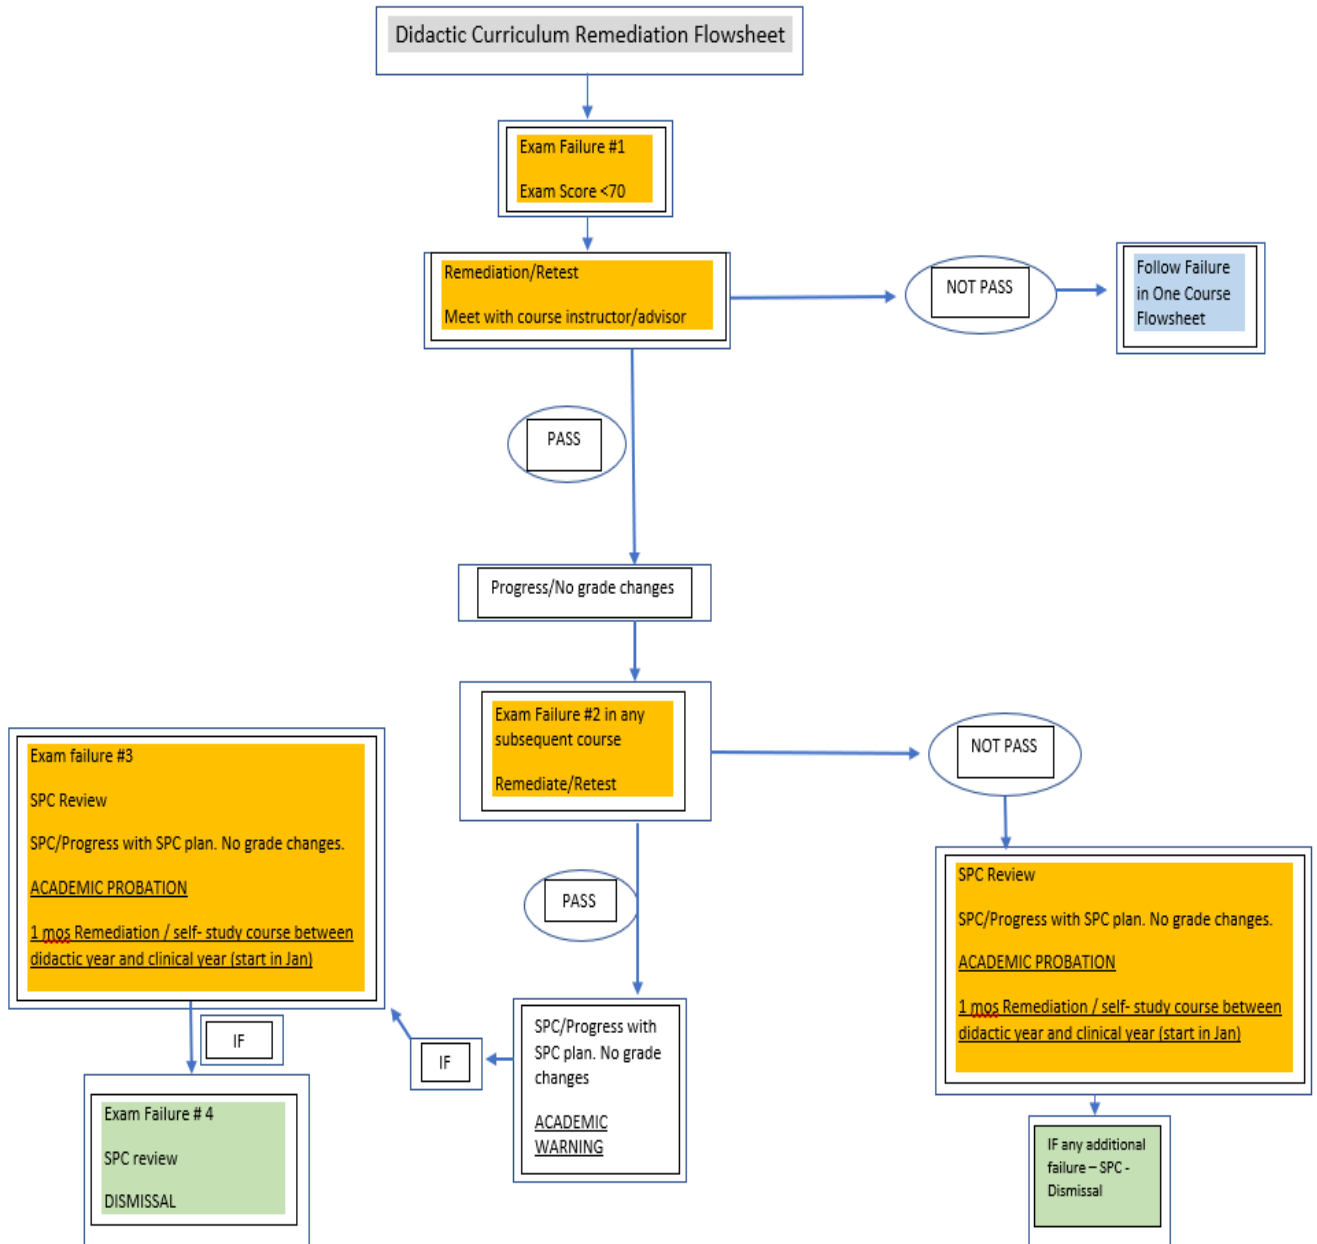 Didactic Curriculum Remediation Flowsheet
Exam Failure #1
Exam Score <70
Remediation/Retest
Meet with course instructor/advisor
NOT PASS
Follow Failure
in One Course
Flowsheet
PASS
Progress/No grade changes
Exam Failure #2 in any
subsequent course
Remediate/Retest
NOT PASS
SPC Review
SPC/Progress with SPC plan. No grade changes.
ACADEMIC PROBATION
1 mos Remediation / self- study course between
didactic year and clinical year (start in Jan)
IF any additional
failure – SPC -
Dismissal
PASS
SPC/Progress with
SPC plan. No grade
changes
ACADEMIC
WARNING
IF
Exam failure #3
SPC Review
SPC/Progress with SPC plan. No grade changes.
ACADEMIC PROBATION
1 mos Remediation / self- study course between
didactic year and clinical year (start in Jan)
IF
Exam Failure # 4
SPC review
DISMISSAL